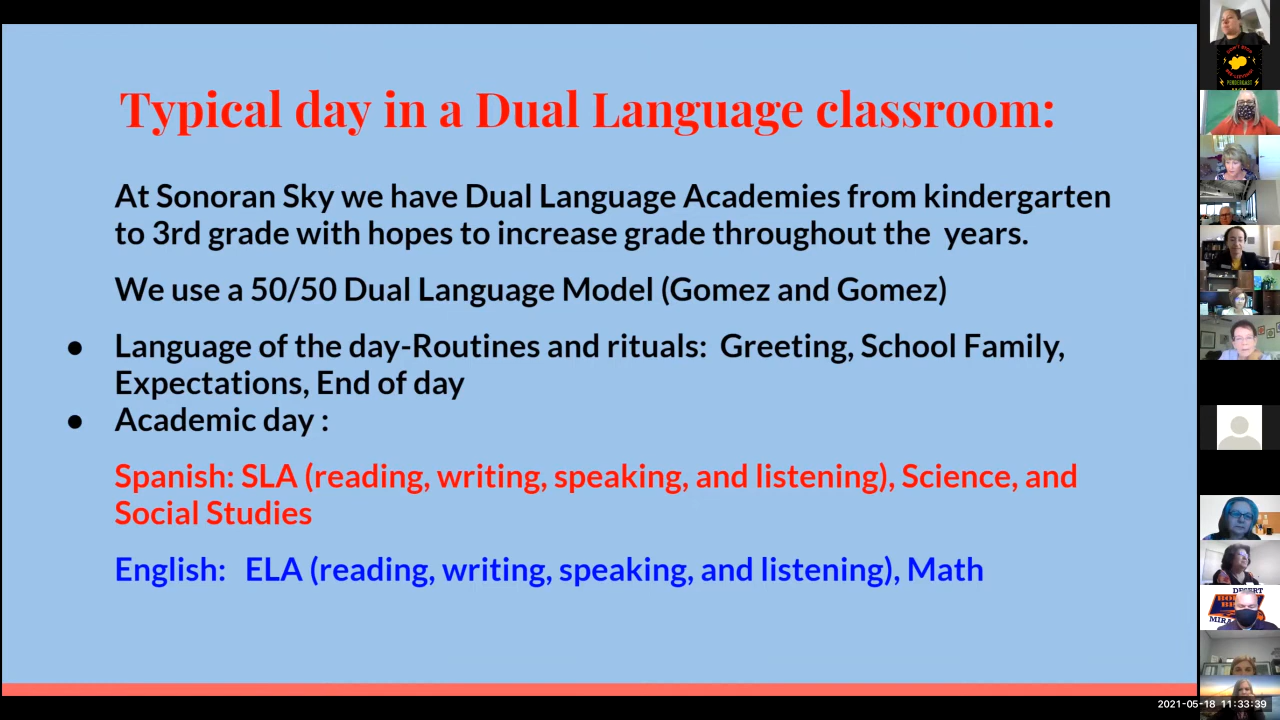 Typical day in a Dual Language classroom:
At Sonoran Sky we have Dual Language Academies from kindergarten
to 3rd grade with hopes to increase grade throughout the  years.
We use a 50/50 Dual Language Model (Gomez and Gomez)
● Language of the day-Routines and rituals:  Greeting, School Family,
Expectations, End of day
● Academic day :
Spanish: SLA (reading, writing, speaking, and listening), Science, and
Social Studies
English:   ELA (reading, writing, speaking, and listening), Math
PENDERGAST
DESERT
2021-05-18  11:33:39